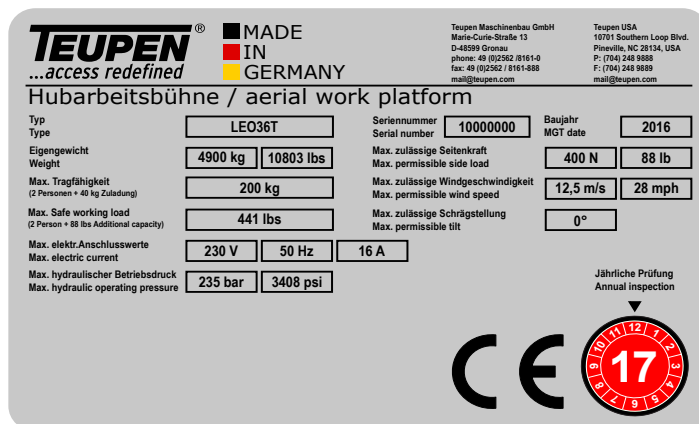 TEUPEN®
...access redefined
MADE
IN
GERMANY
Teupen Maschinenbau GmbH
Marie-Curie-Straße 13
D-48599 Gronau
phone: 49 (0)2562 /8161-0
fax: 49 (0)2562 / 8161-888
mail@teupen.com
Teupen USA
10701 Southern Loop Blvd.
Pineville, NC 28134, USA
P: (704) 248 9888
F: (704) 248 9889
mail@teupen.com
Hubarbeitsbühne / aerial work platform
Typ
Type
LEO36T
Seriennummer
Serial number
10000000
Baujahr
MGT date
2016
Eigengewicht
Weight
4900 kg
10803 lbs
Max. zulässige Seitenkraft
Max. permissible side load
400 N
88 lb
Max. Tragfähigkeit
(2 Personen + 40 kg Zuladung)
200 kg
Max. zulässige Windgeschwindigkeit
Max. permissible wind speed
12,5 m/s
28 mph
Max. Safe working load
(2 Person + 88 lbs Additional capacity)
441 lbs
Max. zulässige Schrägstellung
Max. permissible tilt
0°
Max. elektr.Anschlusswerte
Max. electric current
230 V
50 Hz
16 A
Max. hydraulischer Betriebsdruck
Max. hydraulic operating pressure
235 bar
3408 psi
Jährliche Prüfung
Annual inspection
CE
12
1
2
3
4
5
6
7
8
9
10
11
17